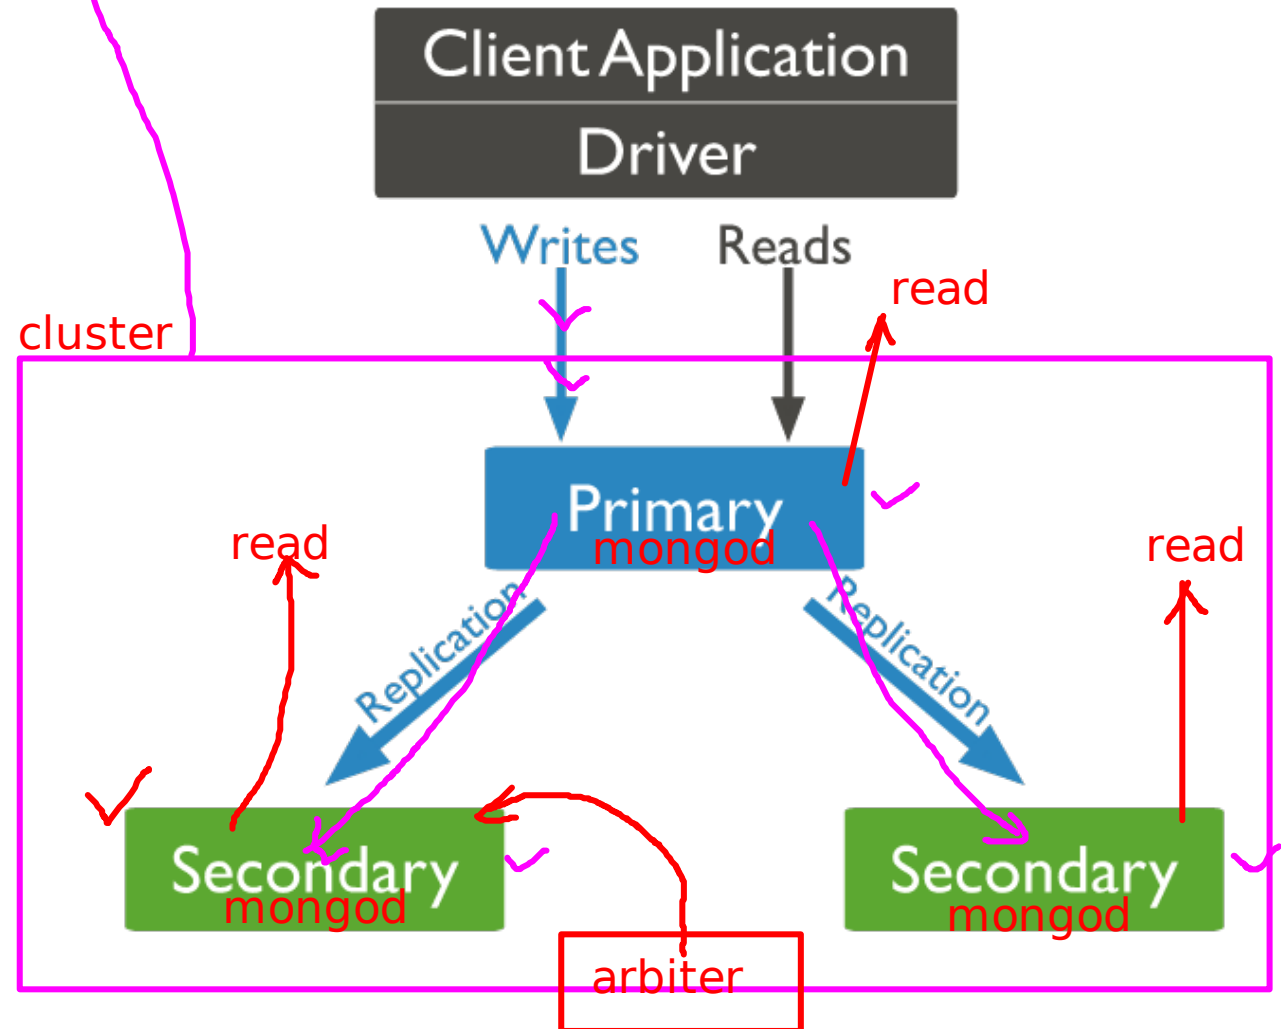 Client Application
Driver
Writes
Reads
read
cluster
Primary
mongod
read
read
Replication
Replication
Secondary
mongod
Secondary
mongod
arbiter